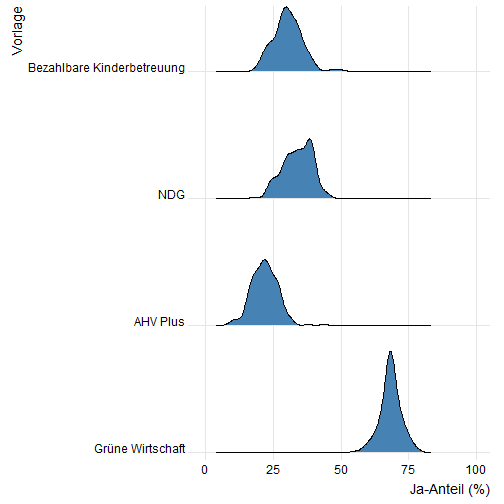 Vorlage
Bezahlbare Kinderbetreuung
NDG
AHV Plus
Grüne Wirtschaft
0 25 50 75 100
Ja-Anteil (%)